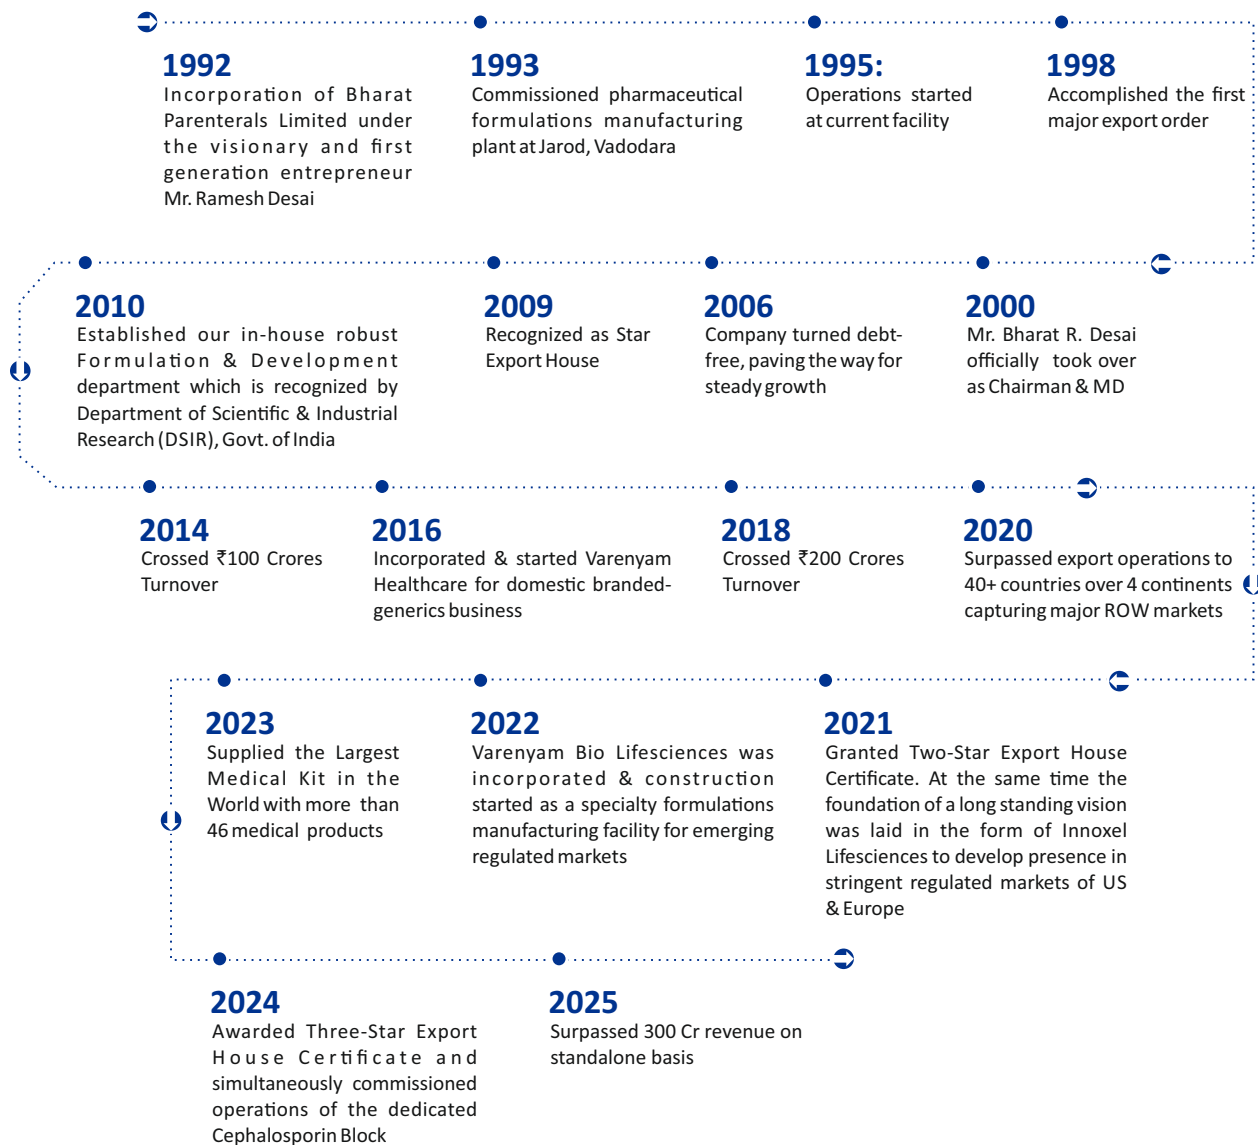 1992
Incorporation of Bharat
Parenterals Limited under
the visionary and first
generation entrepreneur
Mr. Ramesh Desai
1993
Commissioned pharmaceutical
formulations manufacturing
plant at Jarod, Vadodara
1995:
Operations started
at current facility
1998
Accomplished the first
major export order
2000
Mr. Bharat R. Desai
officially took over
as Chairman & MD
2006
Company turned debt-
free, paving the way for
steady growth
2009
Recognized as Star
Export House
2010
Established our in-house robust
Formulation & Development
department which is recognized by
Department of Scientific & Industrial
Research (DSIR), Govt. of India
2014
Crossed ₹100 Crores
Turnover
2016
Incorporated & started Varenyam
Healthcare for domestic branded-
generics business
2018
Crossed ₹200 Crores
Turnover
2020
Surpassed export operations to
40+ countries over 4 continents
capturing major ROW markets
2021
Granted Two-Star Export House
Certificate. At the same time the
foundation of a long standing vision
was laid in the form of Innoxel
Lifesciences to develop presence in
stringent regulated markets of US
& Europe
2022
Varenyam Bio Lifesciences was
incorporated & construction
started as a specialty formulations
manufacturing facility for emerging
regulated markets
2023
Supplied the Largest
Medical Kit in the
World with more than
46 medical products
2024
Awarded Three-Star Export
House Certificate and
simultaneously commissioned
operations of the dedicated
Cephalosporin Block
2025
Surpassed 300 Cr revenue on
standalone basis